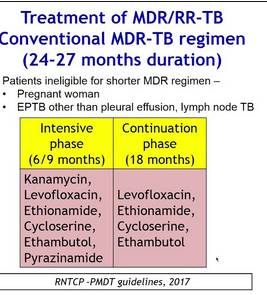 Treatment of MDR/RR-TB
Conventional MDR-TB regimen
(24-27 months duration)
Patients ineligible for shorter MDR regimen –
• Pregnant woman
• EPTB other than pleural effusion, lymph node TB
Intensive
phase
(6/9 months)
Continuation
phase
(18 months)
Kanamycin,
Levofloxacin,
Ethionamide,
Cycloserine,
Ethambutol,
Pyrazinamide
Levofloxacin,
Ethionamide,
Cycloserine,
Ethambutol
RNTCP -PMDT guidelines, 2017